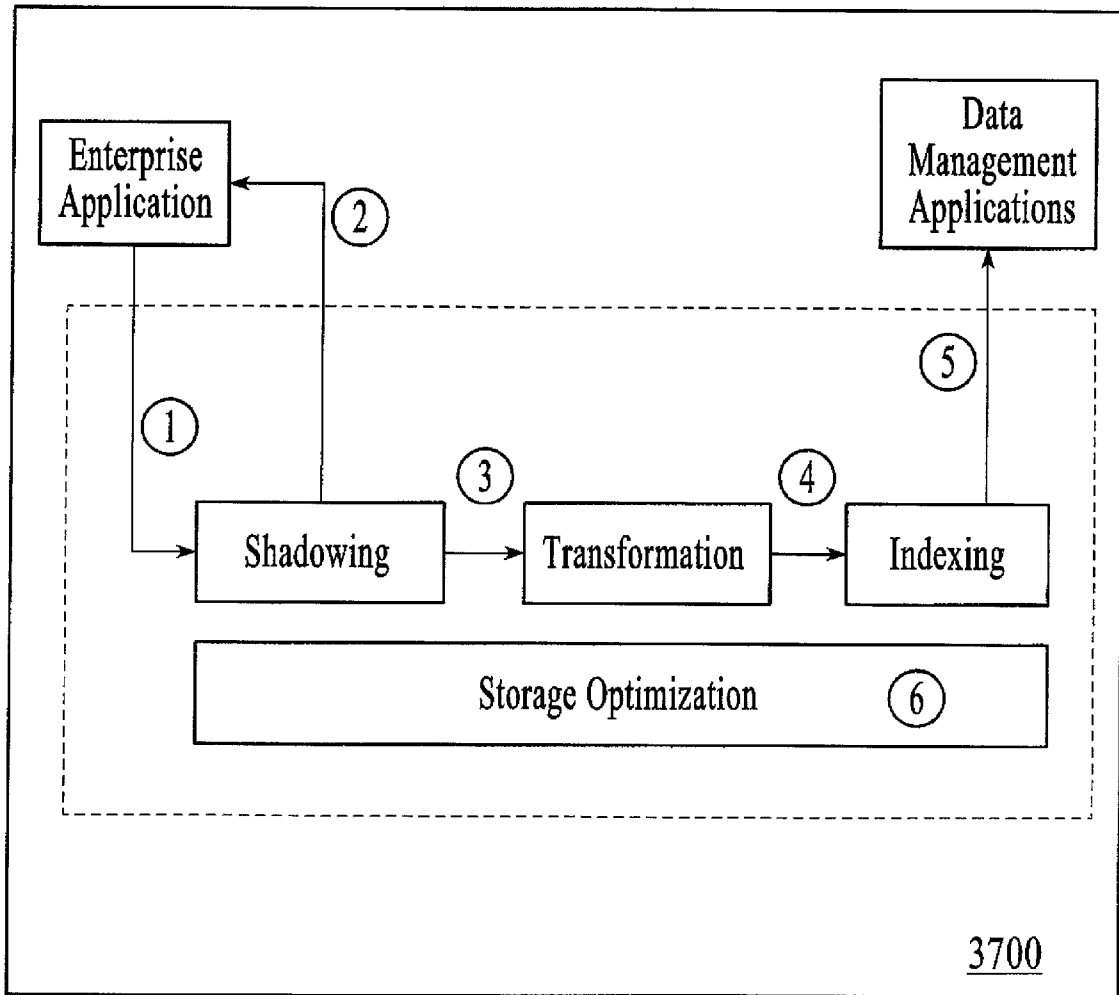 Data
Management
Applications
Enterprise
Application
2
5
1
3
4
Shadowing
Transformation
Indexing
Storage Optimization
6
3700